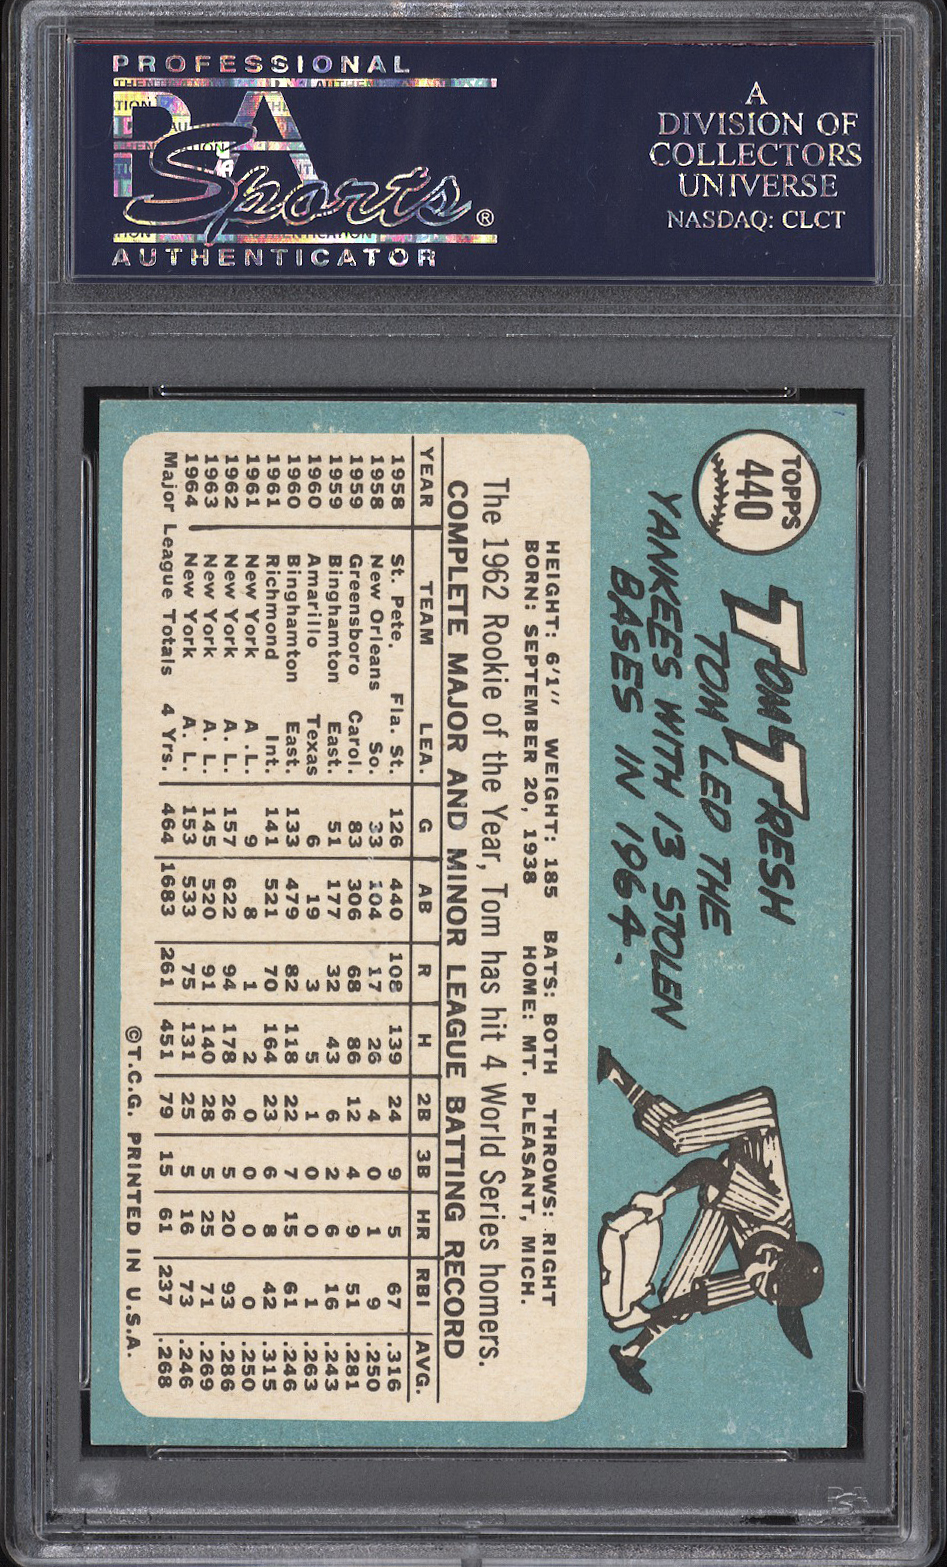 PROFESSIONAL
PSA
Sports®
AUTHENTICATOR
A
DIVISION OF
COLLECTORS
UNIVERSE
NASDAQ: CLCT
TOPPS
440
TOM TRESH
TOM LED THE
YANKEES WITH 13 STOLEN
BASES IN 1964.
HEIGHT: 6'1" WEIGHT: 185 BATS: BOTH THROWS: RIGHT
BORN: SEPTEMBER 20, 1938 HOME: MT. PLEASANT, MICH.
The 1962 Rookie of the Year, Tom has hit 4 World Series homers.
COMPLETE MAJOR AND MINOR LEAGUE BATTING RECORD
YEAR TEAM LEA. G AB R H 2B 3B HR RBI AVG.
1958 St. Pete. Fla. St. 126 440 108 139 24 9 5 67 .316
1958 New Orleans So. 33 104 17 26 4 0 1 9 .250
1959 Greensboro Carol. 83 306 68 86 12 4 9 51 .281
1959 Binghamton East. 51 177 32 43 6 2 6 16 .243
1960 Amarillo Texas 6 19 3 5 1 0 0 1 .263
1960 Binghamton East. 133 479 82 118 22 7 15 61 .246
1961 Richmond Int. 141 521 70 164 23 6 8 42 .315
1961 New York A.L. 9 8 1 2 0 0 0 0 .250
1962 New York A.L. 157 622 94 178 26 5 20 93 .286
1963 New York A.L. 145 520 91 140 28 5 25 71 .269
1964 New York A.L. 153 533 75 131 25 5 16 73 .246
Major League Totals 4 Yrs. 464 1683 261 451 79 15 61 237 .268
©T.C.G. PRINTED IN U.S.A.